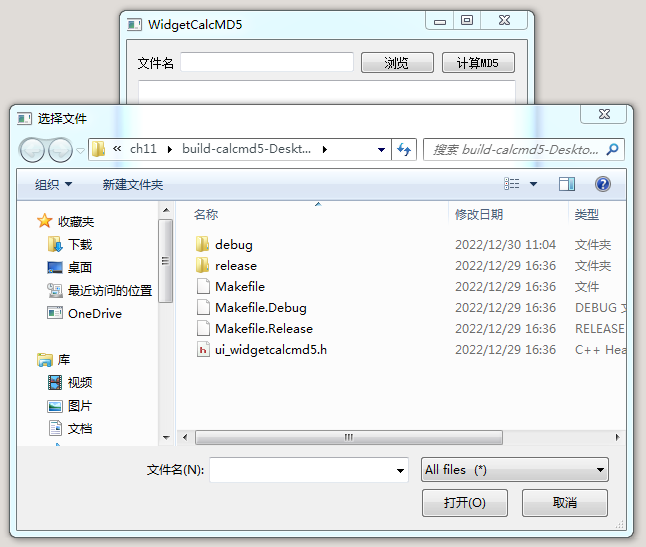 WidgetCalcMD5
文件名 浏览 计算MD5
选择文件
« ch11 build-calcmd5-Deskt... 搜索 build-calcmd5-Deskto...
组织 新建文件夹
收藏夹
下载
桌面
最近访问的位置
OneDrive
库
视频
图片
文档
名称 修改日期 类型
debug 2022/12/30 11:04 文件夹
release 2022/12/29 16:36 文件夹
Makefile 2022/12/29 16:36 文件
Makefile.Debug 2022/12/29 16:36 DEBUG
Makefile.Release 2022/12/29 16:36 RELEASE
ui_widgetcalcmd5.h 2022/12/29 16:36 C++ Hea
文件名(N): All files (*)
打开(O) 取消